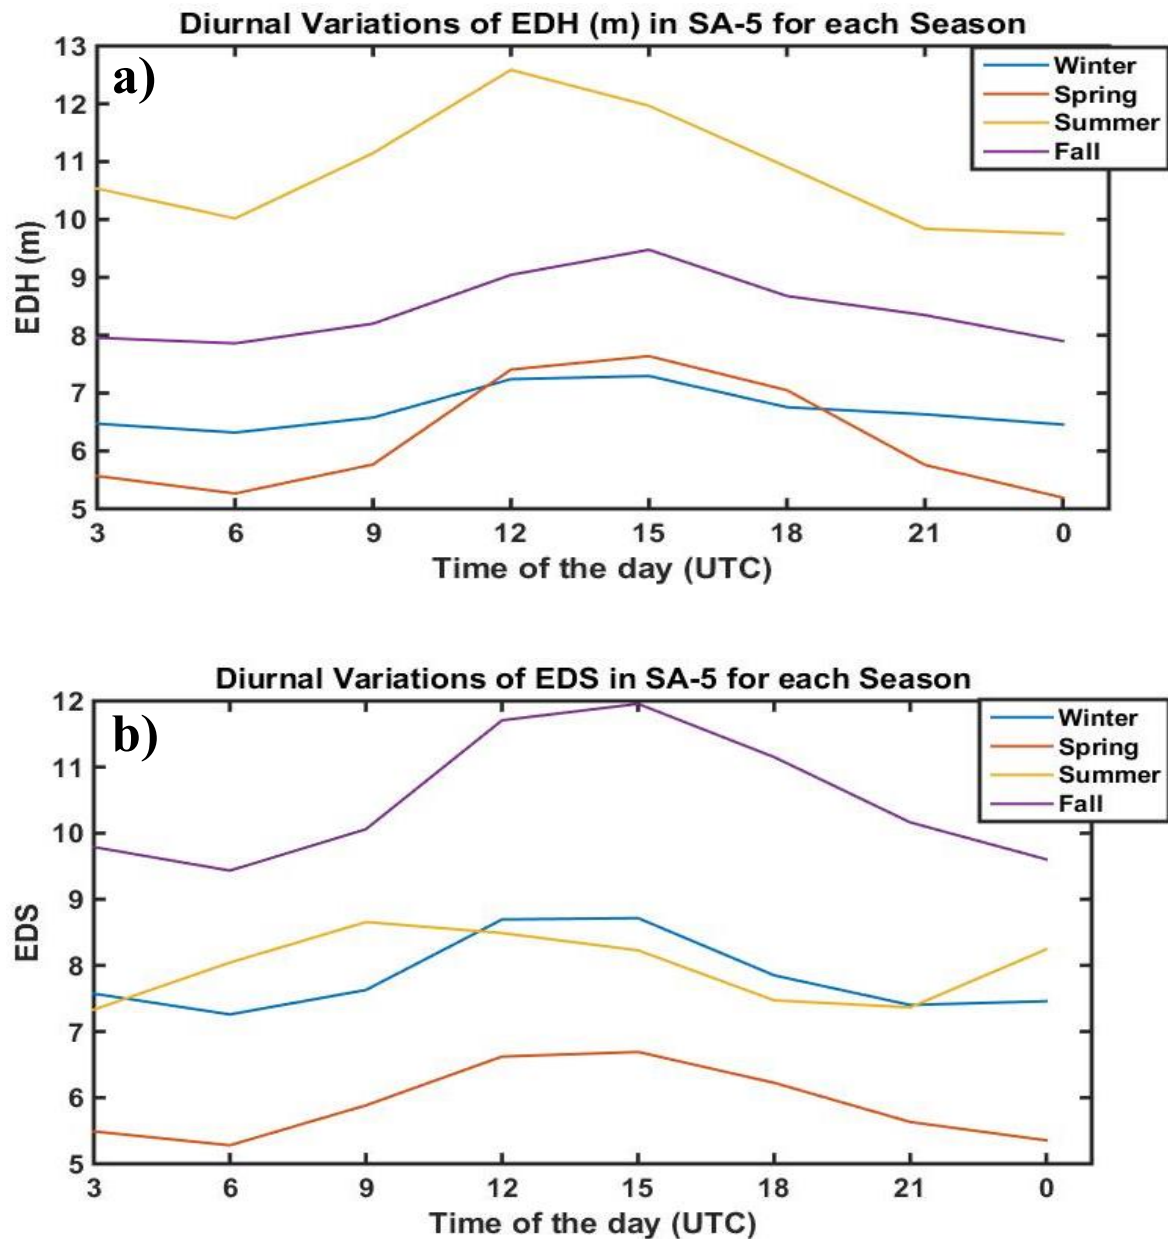 Diurnal Variations of EDH (m) in SA-5 for each Season
a)
13
12
11
10
9
8
7
6
5
EDH (m)
Winter
Spring
Summer
Fall
3 6 9 12 15 18 21 0
Time of the day (UTC)
Diurnal Variations of EDS in SA-5 for each Season
b)
12
11
10
9
8
7
6
5
EDS
Winter
Spring
Summer
Fall
3 6 9 12 15 18 21 0
Time of the day (UTC)